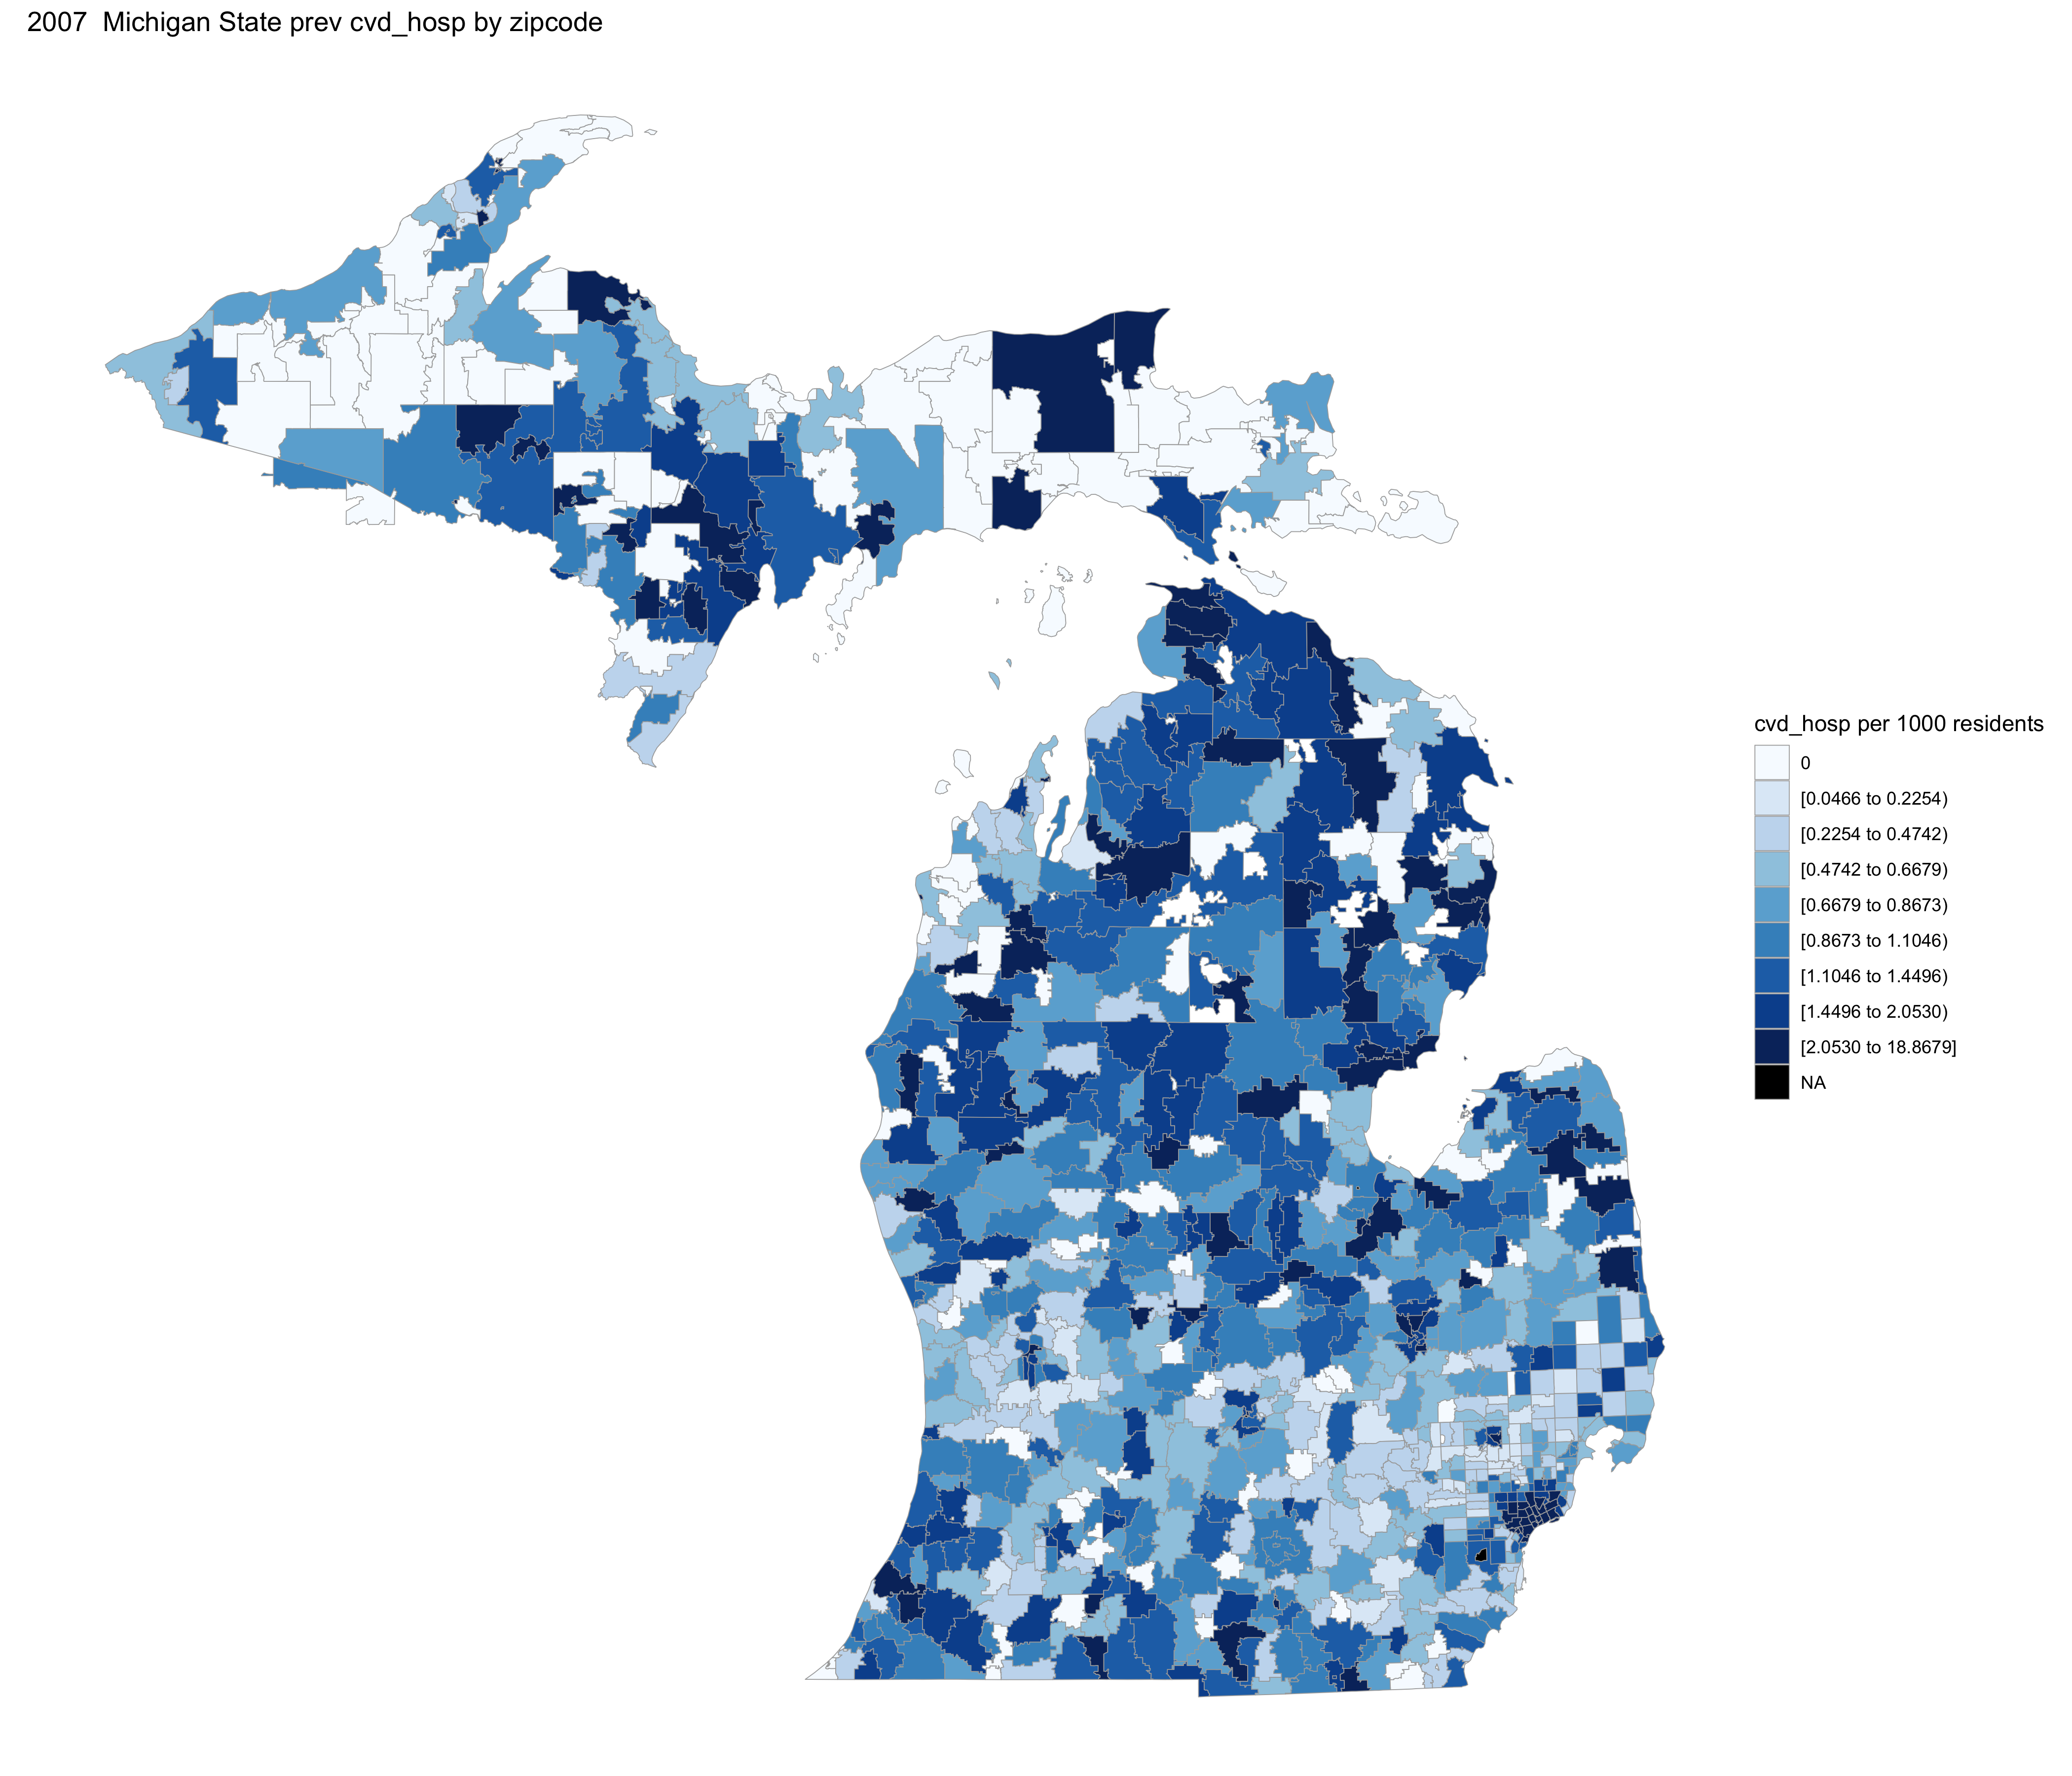 2007  Michigan State prev cvd_hosp by zipcode
cvd_hosp per 1000 residents
0
[0.0466 to 0.2254)
[0.2254 to 0.4742)
[0.4742 to 0.6679)
[0.6679 to 0.8673)
[0.8673 to 1.1046)
[1.1046 to 1.4496)
[1.4496 to 2.0530)
[2.0530 to 18.8679]
NA